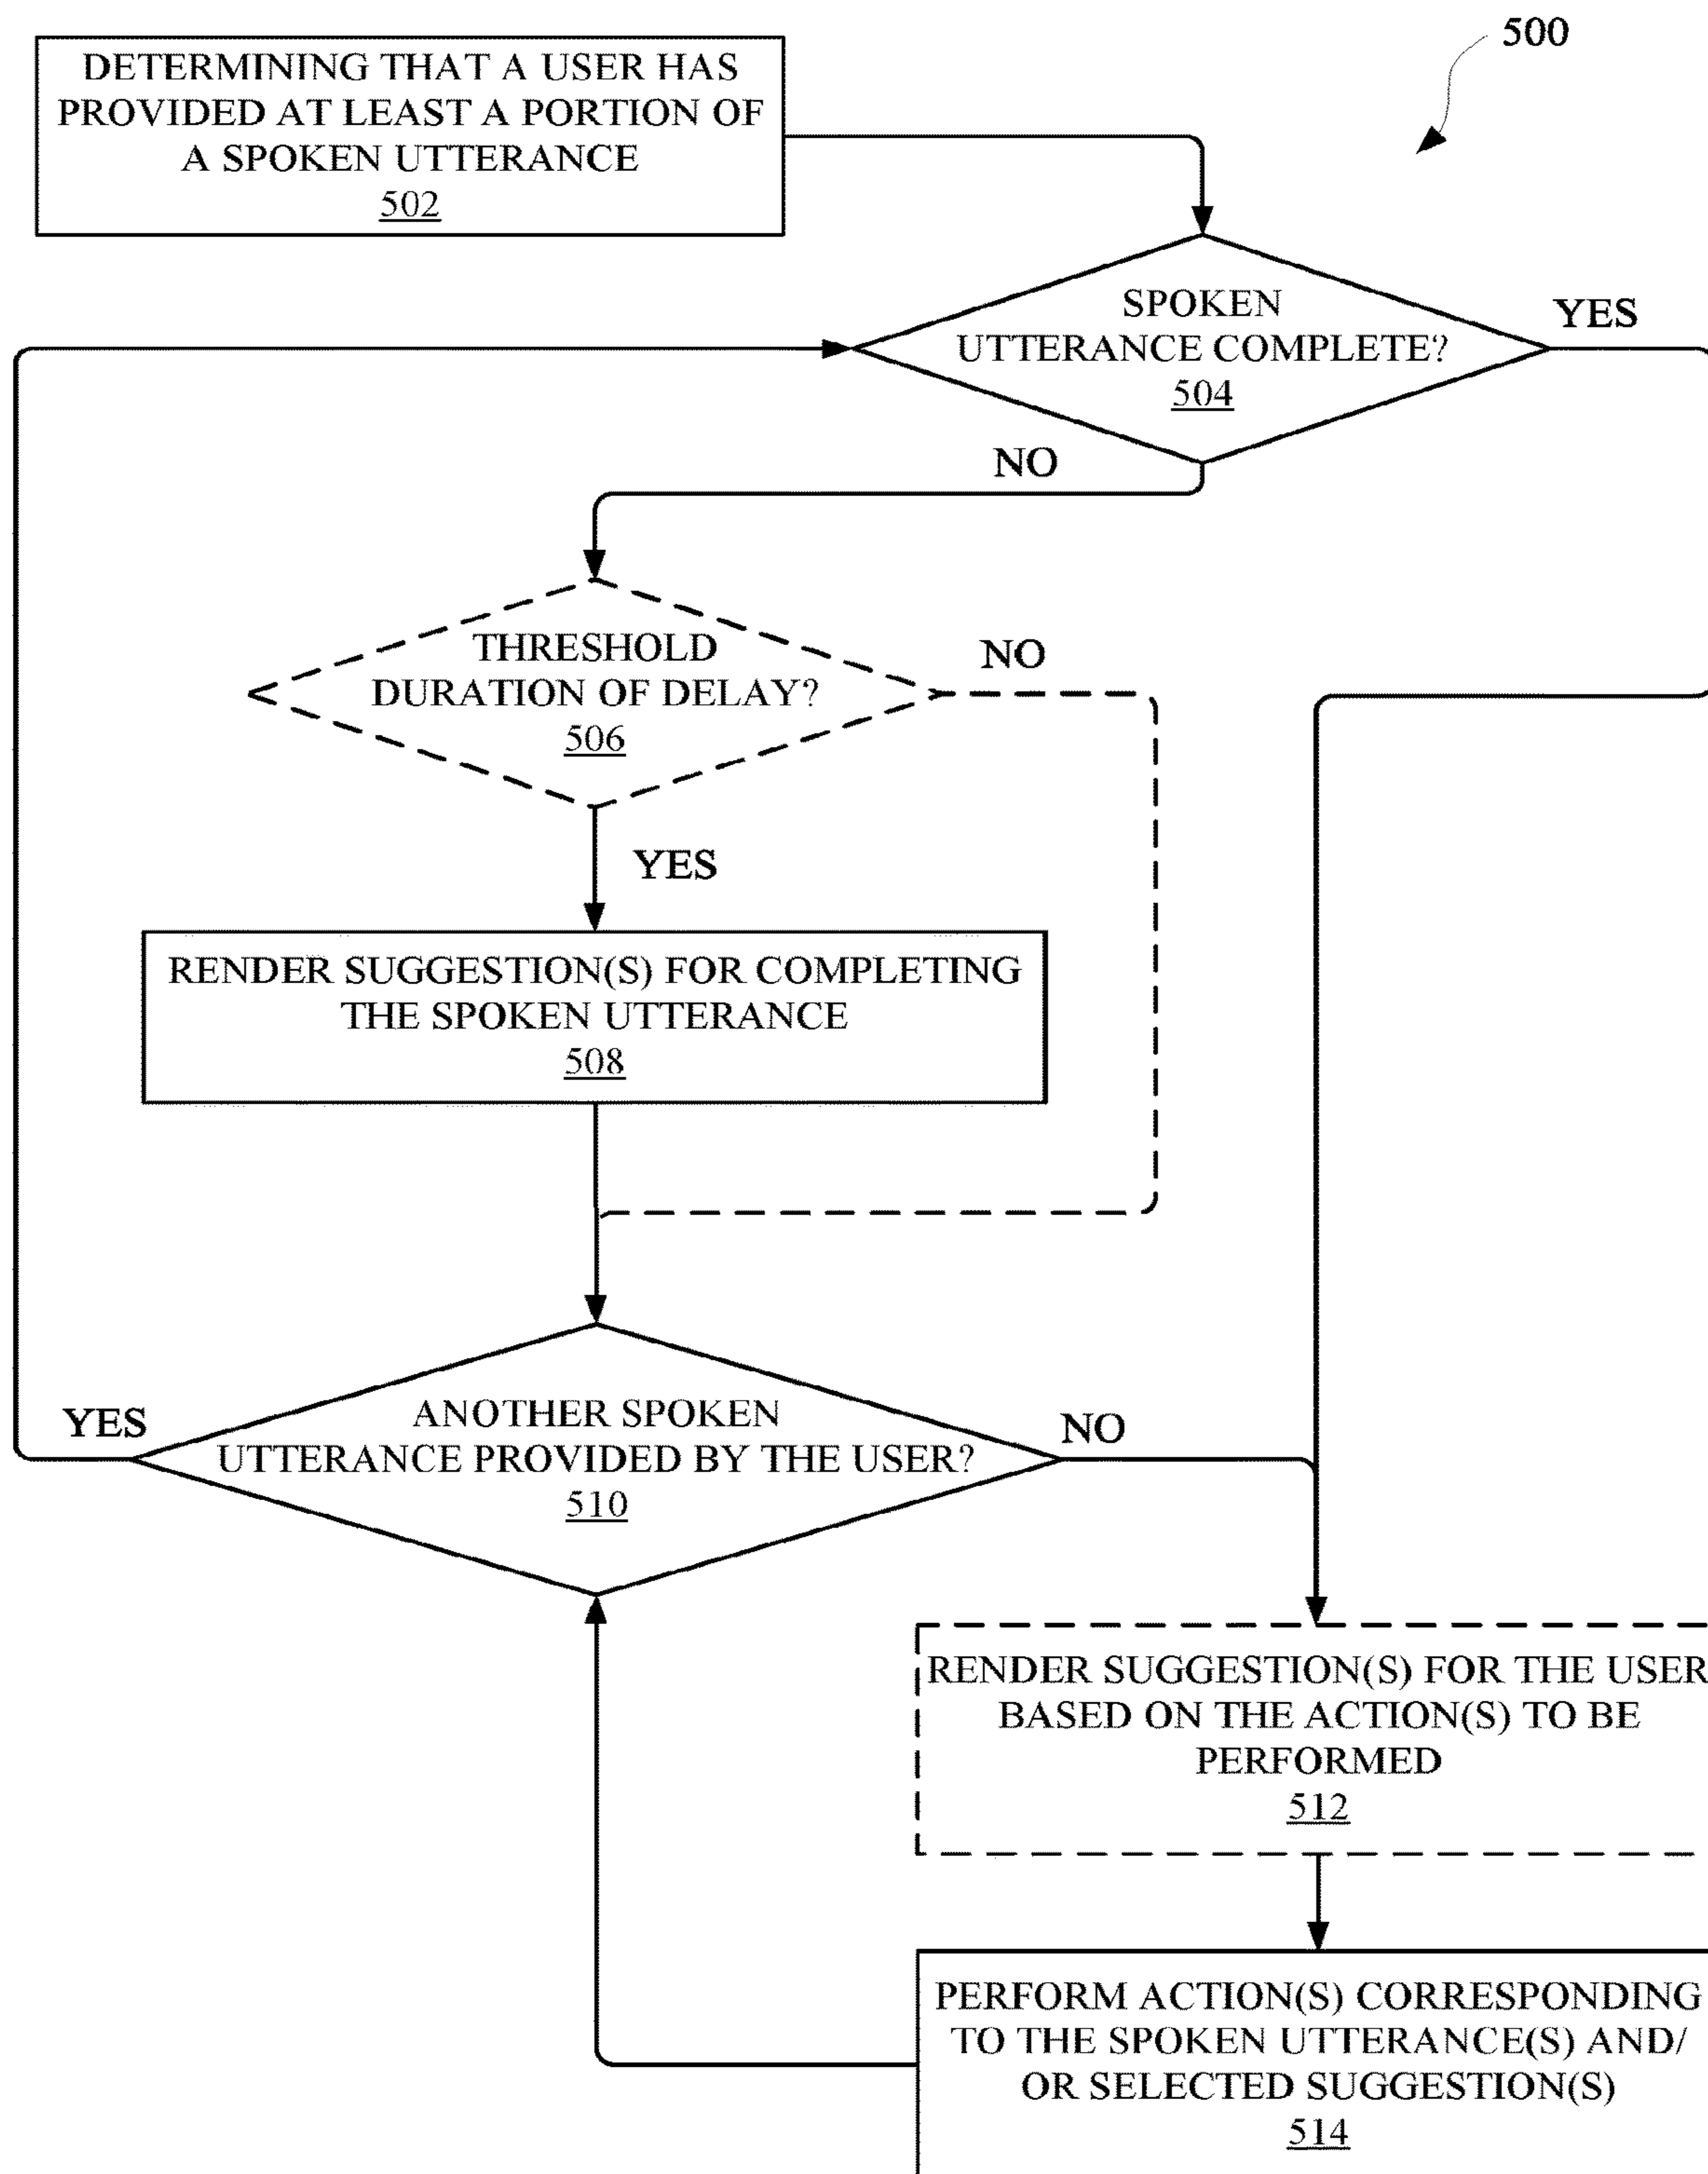 500
DETERMINING THAT A USER HAS
PROVIDED AT LEAST A PORTION OF
A SPOKEN UTTERANCE
502
SPOKEN
UTTERANCE COMPLETE?
504
YES
NO
THRESHOLD
DURATION OF DELAY?
506
NO
YES
RENDER SUGGESTION(S) FOR COMPLETING
THE SPOKEN UTTERANCE
508
ANOTHER SPOKEN
UTTERANCE PROVIDED BY THE USER?
510
YES
NO
RENDER SUGGESTION(S) FOR THE USER
BASED ON THE ACTION(S) TO BE
PERFORMED
512
PERFORM ACTION(S) CORRESPONDING
TO THE SPOKEN UTTERANCE(S) AND/
OR SELECTED SUGGESTION(S)
514